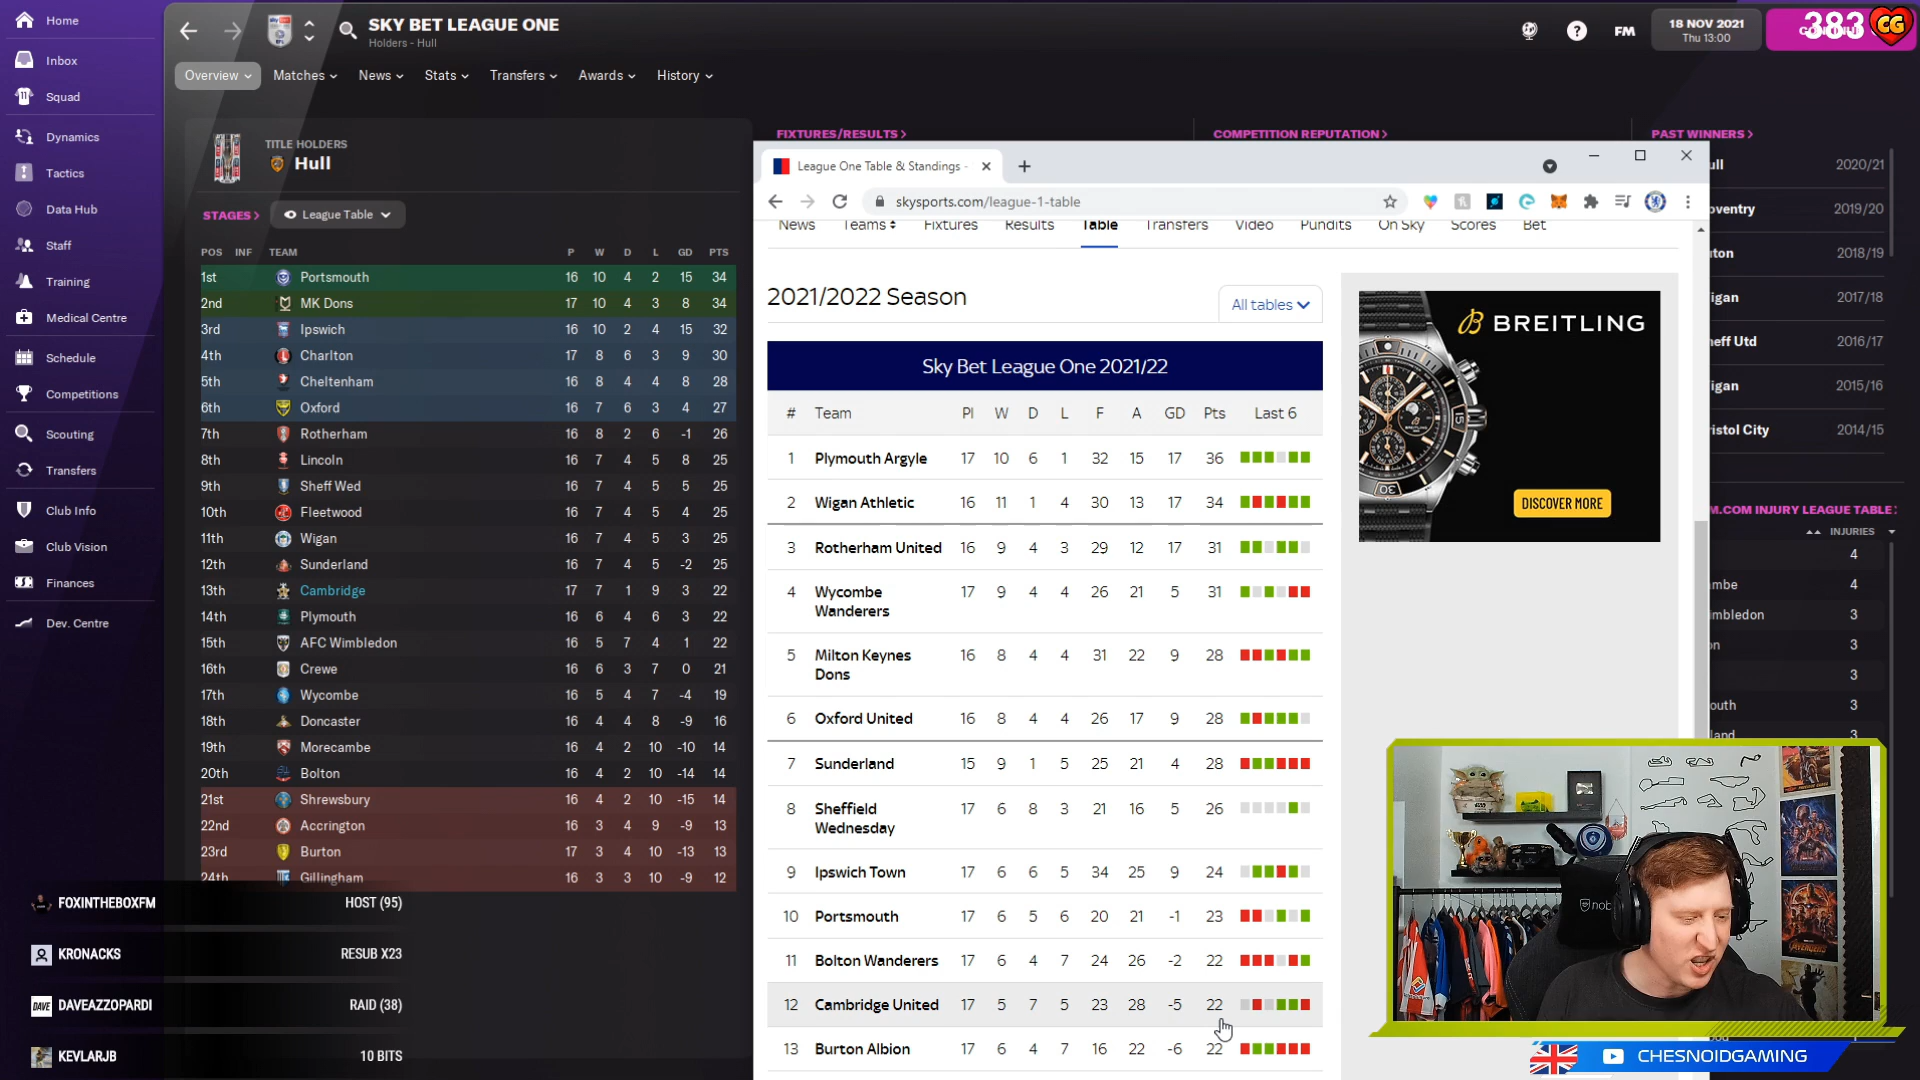 Home
Inbox
Squad
Dynamics
Tactics
Data Hub
Staff
Training
Medical Centre
Schedule
Competitions
Scouting
Transfers
Club Info
Club Vision
Finances
Dev. Centre
SKY BET LEAGUE ONE
Holders - Hull
FM
18 NOV 2021
Thu 13:00
383
CG
Overview
Matches
News
Stats
Transfers
Awards
History
TITLE HOLDERS
Hull
STAGES >
League Table
POS INF TEAM P W D L GD PTS
1st Portsmouth 16 10 4 2 15 34
2nd MK Dons 17 10 4 3 8 34
3rd Ipswich 16 10 2 4 15 32
4th Charlton 17 8 6 3 9 30
5th Cheltenham 16 8 4 4 8 28
6th Oxford 16 7 6 3 4 27
7th Rotherham 16 8 2 6 -1 26
8th Lincoln 16 7 4 5 8 25
9th Sheff Wed 16 7 4 5 5 25
10th Fleetwood 16 7 4 5 4 25
11th Wigan 16 7 4 5 3 25
12th Sunderland 16 7 4 5 -2 25
13th Cambridge 17 7 1 9 3 22
14th Plymouth 16 6 4 6 3 22
15th AFC Wimbledon 16 5 7 4 1 22
16th Crewe 16 6 3 7 0 21
17th Wycombe 16 5 4 7 -4 19
18th Doncaster 16 4 4 8 -9 16
19th Morecambe 16 4 2 10 -10 14
20th Bolton 16 4 2 10 -14 14
21st Shrewsbury 16 4 2 10 -15 14
22nd Accrington 16 3 4 9 -9 13
23rd Burton 17 3 4 10 -13 13
24th Gillingham 16 3 3 10 -9 12
FOXINTHEBOXFM HOST (95)
KRONACKS RESUB X23
DAVEAZZOPARDI RAID (38)
KEVLARJB 10 BITS
FIXTURES/RESULTS >
COMPETITION REPUTATION >
PAST WINNERS >
League One Table & Standings -
skysports.com/league-1-table
News Teams Fixtures Results Table Transfers Video Pundits On Sky Scores Bet
2021/2022 Season
All tables
Sky Bet League One 2021/22
# Team Pl W D L F A GD Pts Last 6
1 Plymouth Argyle 17 10 6 1 32 15 17 36
2 Wigan Athletic 16 11 1 4 30 13 17 34
3 Rotherham United 16 9 4 3 29 12 17 31
4 Wycombe Wanderers 17 9 4 4 26 21 5 31
5 Milton Keynes Dons 16 8 4 4 31 22 9 28
6 Oxford United 16 8 4 4 26 17 9 28
7 Sunderland 15 9 1 5 25 21 4 28
8 Sheffield Wednesday 17 6 8 3 21 16 5 26
9 Ipswich Town 17 6 6 5 34 25 9 24
10 Portsmouth 17 6 5 6 20 21 -1 23
11 Bolton Wanderers 17 6 4 7 24 26 -2 22
12 Cambridge United 17 5 7 5 23 28 -5 22
13 Burton Albion 17 6 4 7 16 22 -6 22
BREITLING
DISCOVER MORE
ull 2020/21
oventry 2019/20
uton 2018/19
igan 2017/18
heff Utd 2016/17
igan 2015/16
ristol City 2014/15
M.COM INJURY LEAGUE TABLE
INJURIES
4
mbe 4
imbledon 3
on 3
3
outh 3
land 3
nob
CHESNOIDGAMING